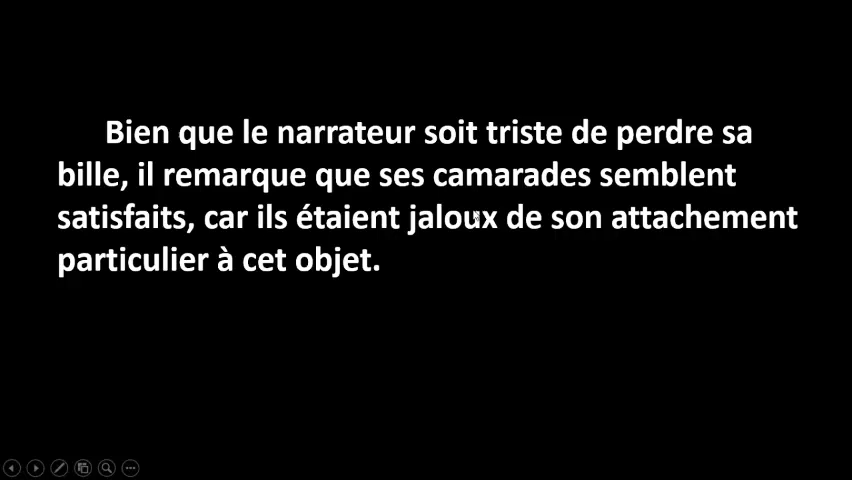 Bien que le narrateur soit triste de perdre sa
bille, il remarque que ses camarades semblent
satisfaits, car ils étaient jaloux de son attachement
particulier à cet objet.